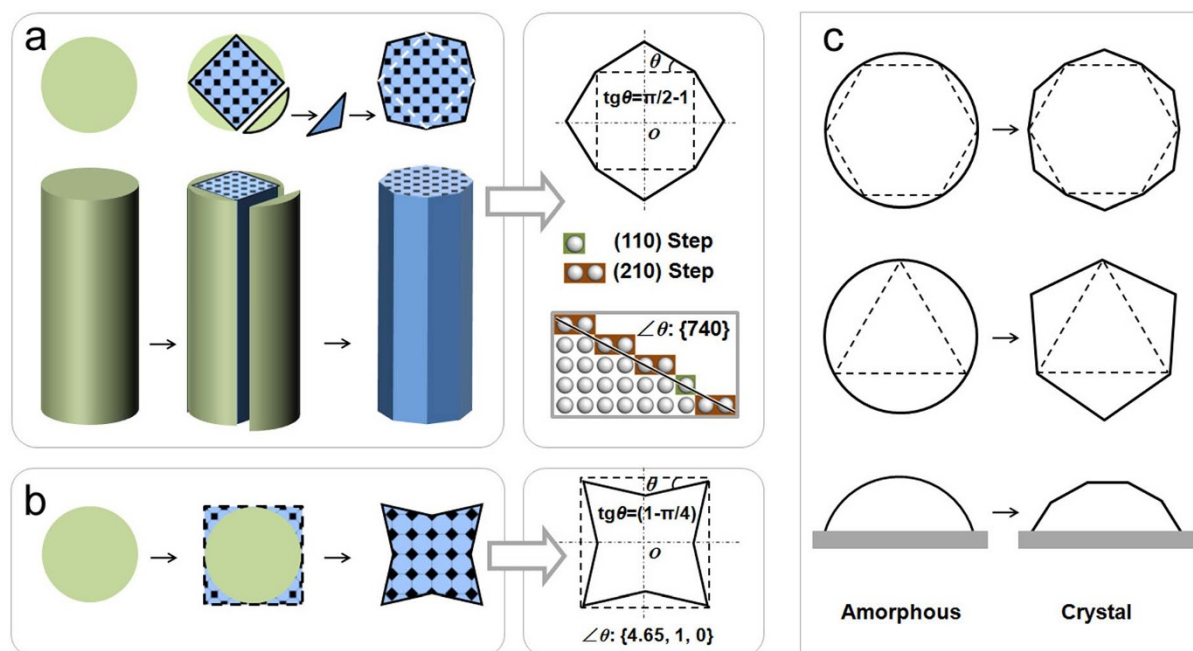 a
θ
tgθ=π/2-1
O
(110) Step
(210) Step
∠θ: {740}
b
θ
tgθ=(1-π/4)
O
∠θ: {4.65, 1, 0}
c
Amorphous
Crystal